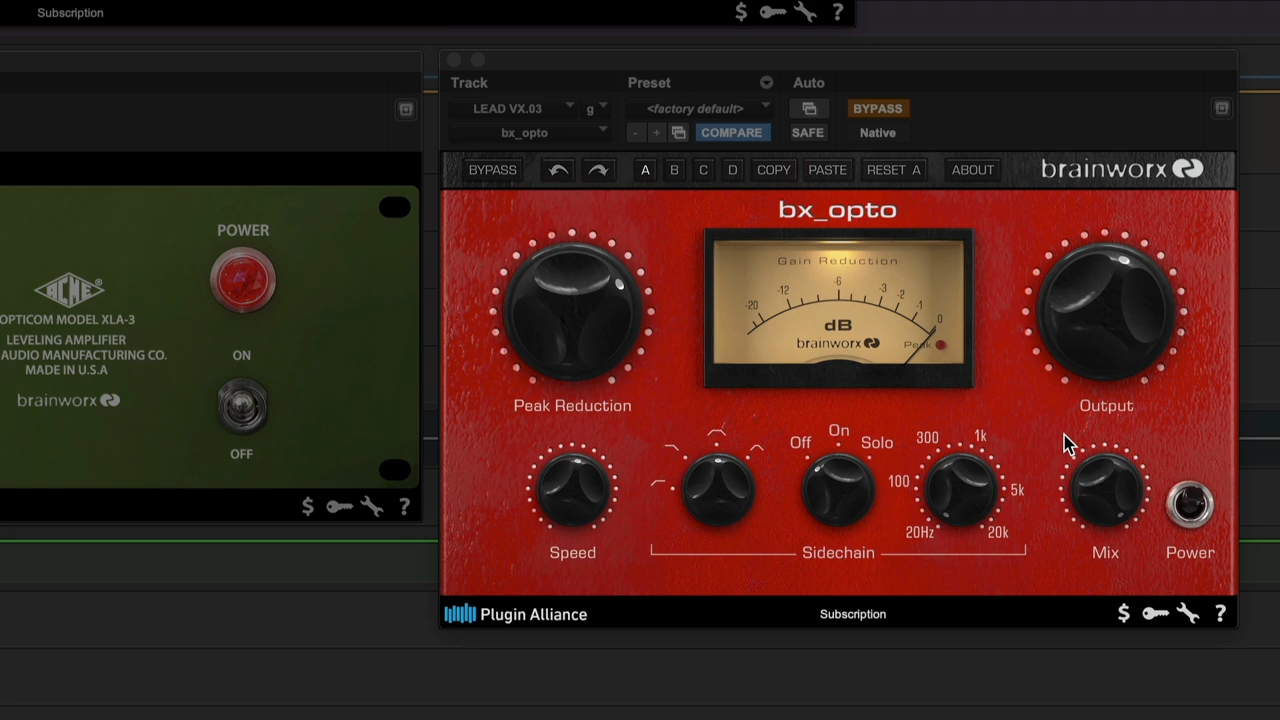 Subscription
$ ?
POWER
ACME®
OPTICOM MODEL XLA-3
LEVELING AMPLIFIER
AUDIO MANUFACTURING CO.
MADE IN U.S.A
brainworx
ON
OFF
$ ?
Track
Preset
Auto
LEAD VX.03
g
<factory default>
BYPASS
bx_opto
- +
COMPARE
SAFE
Native
BYPASS
A
B
C
D
COPY
PASTE
RESET A
ABOUT
brainworx
bx_opto
Gain Reduction
-20 -12 -6 -3 -2 -1 0
dB
brainworx
Peak
Peak Reduction
Output
Off
On
Solo
20Hz
100
300
1k
5k
20k
Speed
Sidechain
Mix
Power
Plugin Alliance
Subscription
$ ?